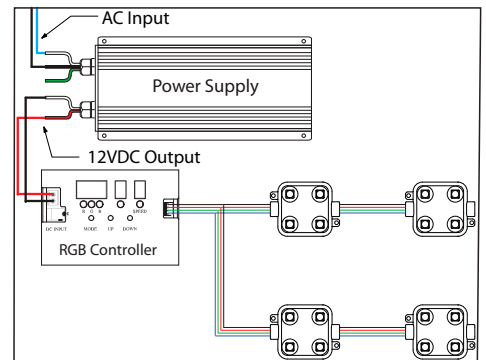 AC Input
Power Supply
12VDC Output
R G B
SPEED
DC INPUT
MODE UP DOWN
RGB Controller